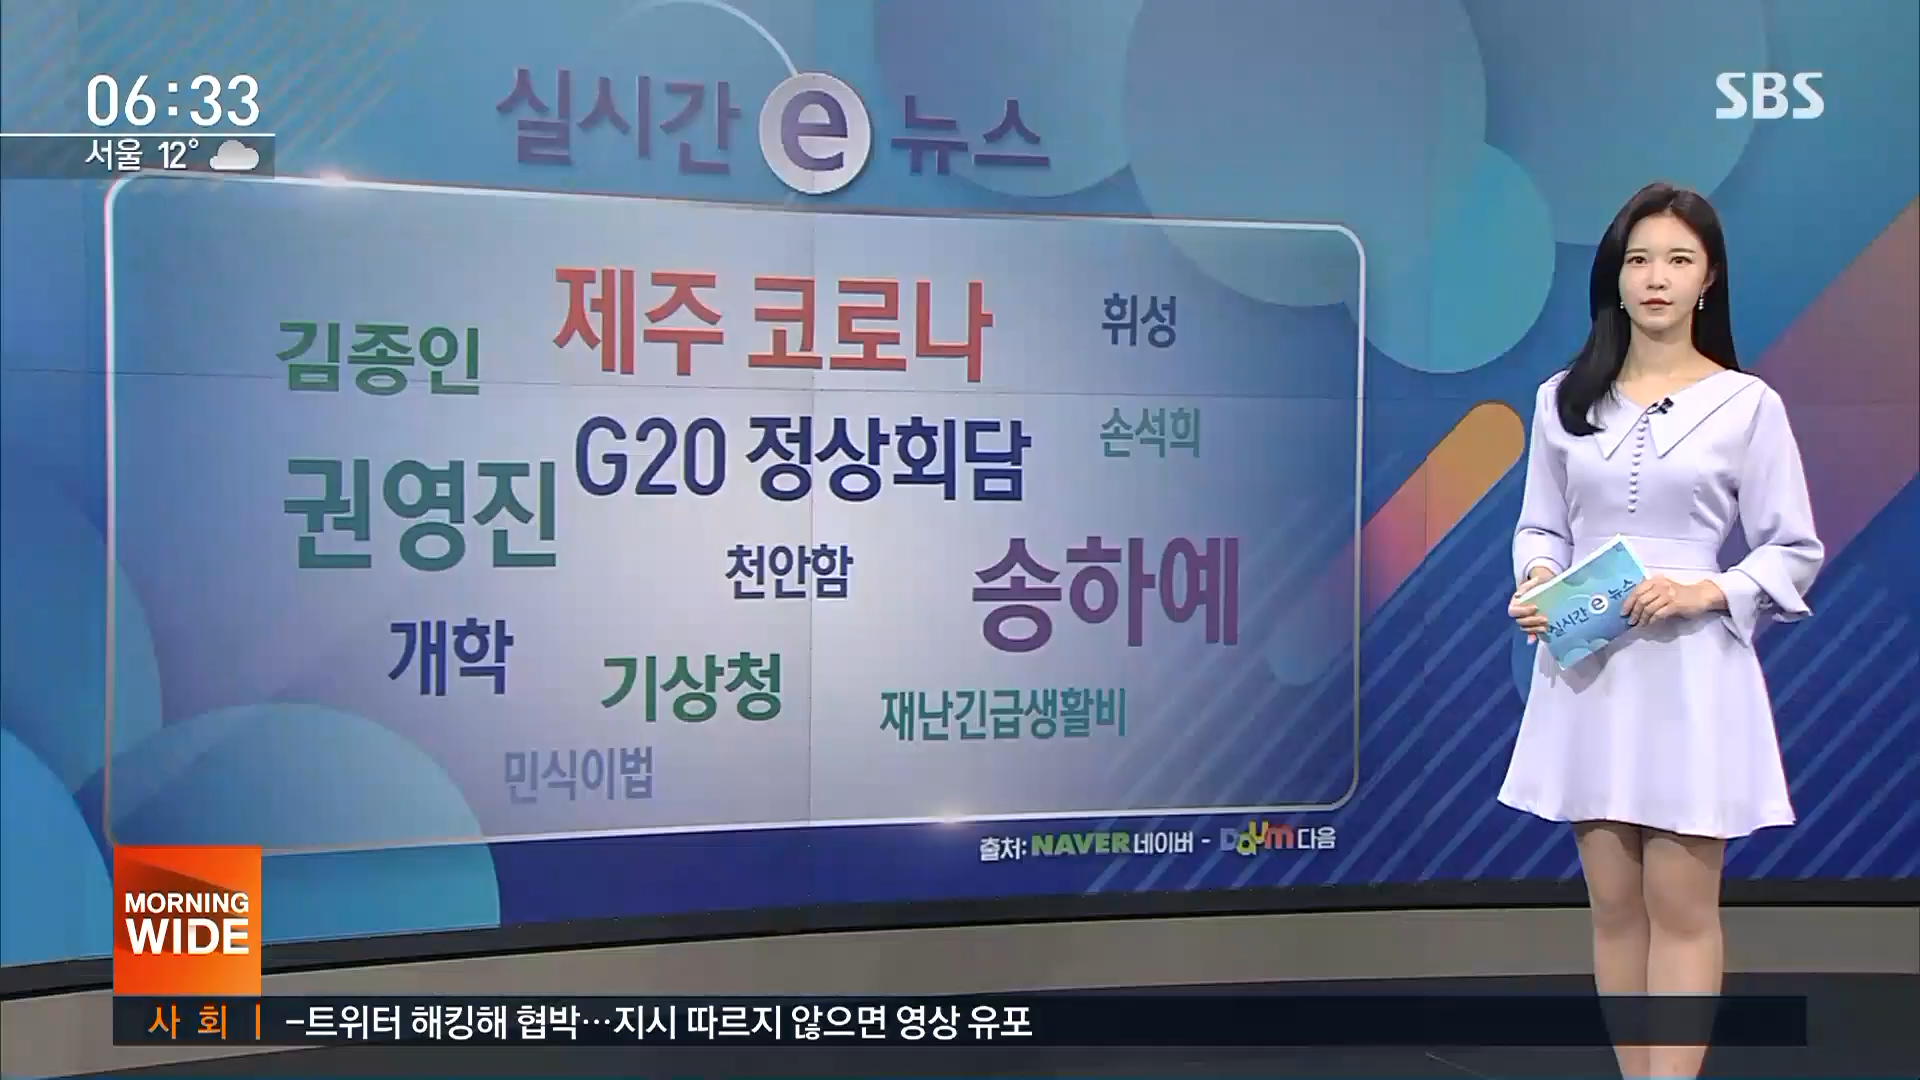 06:33
서울 12°
SBS
실시간 e 뉴스
제주 코로나
휘성
김종인
G20 정상회담
손석희
권영진
천안함
송하예
개학
기상청
재난긴급생활비
민식이법
출처: NAVER 네이버 - Daum 다음
실시간 e 뉴스
MORNING
WIDE
사회 | -트위터 해킹해 협박…지시 따르지 않으면 영상 유포